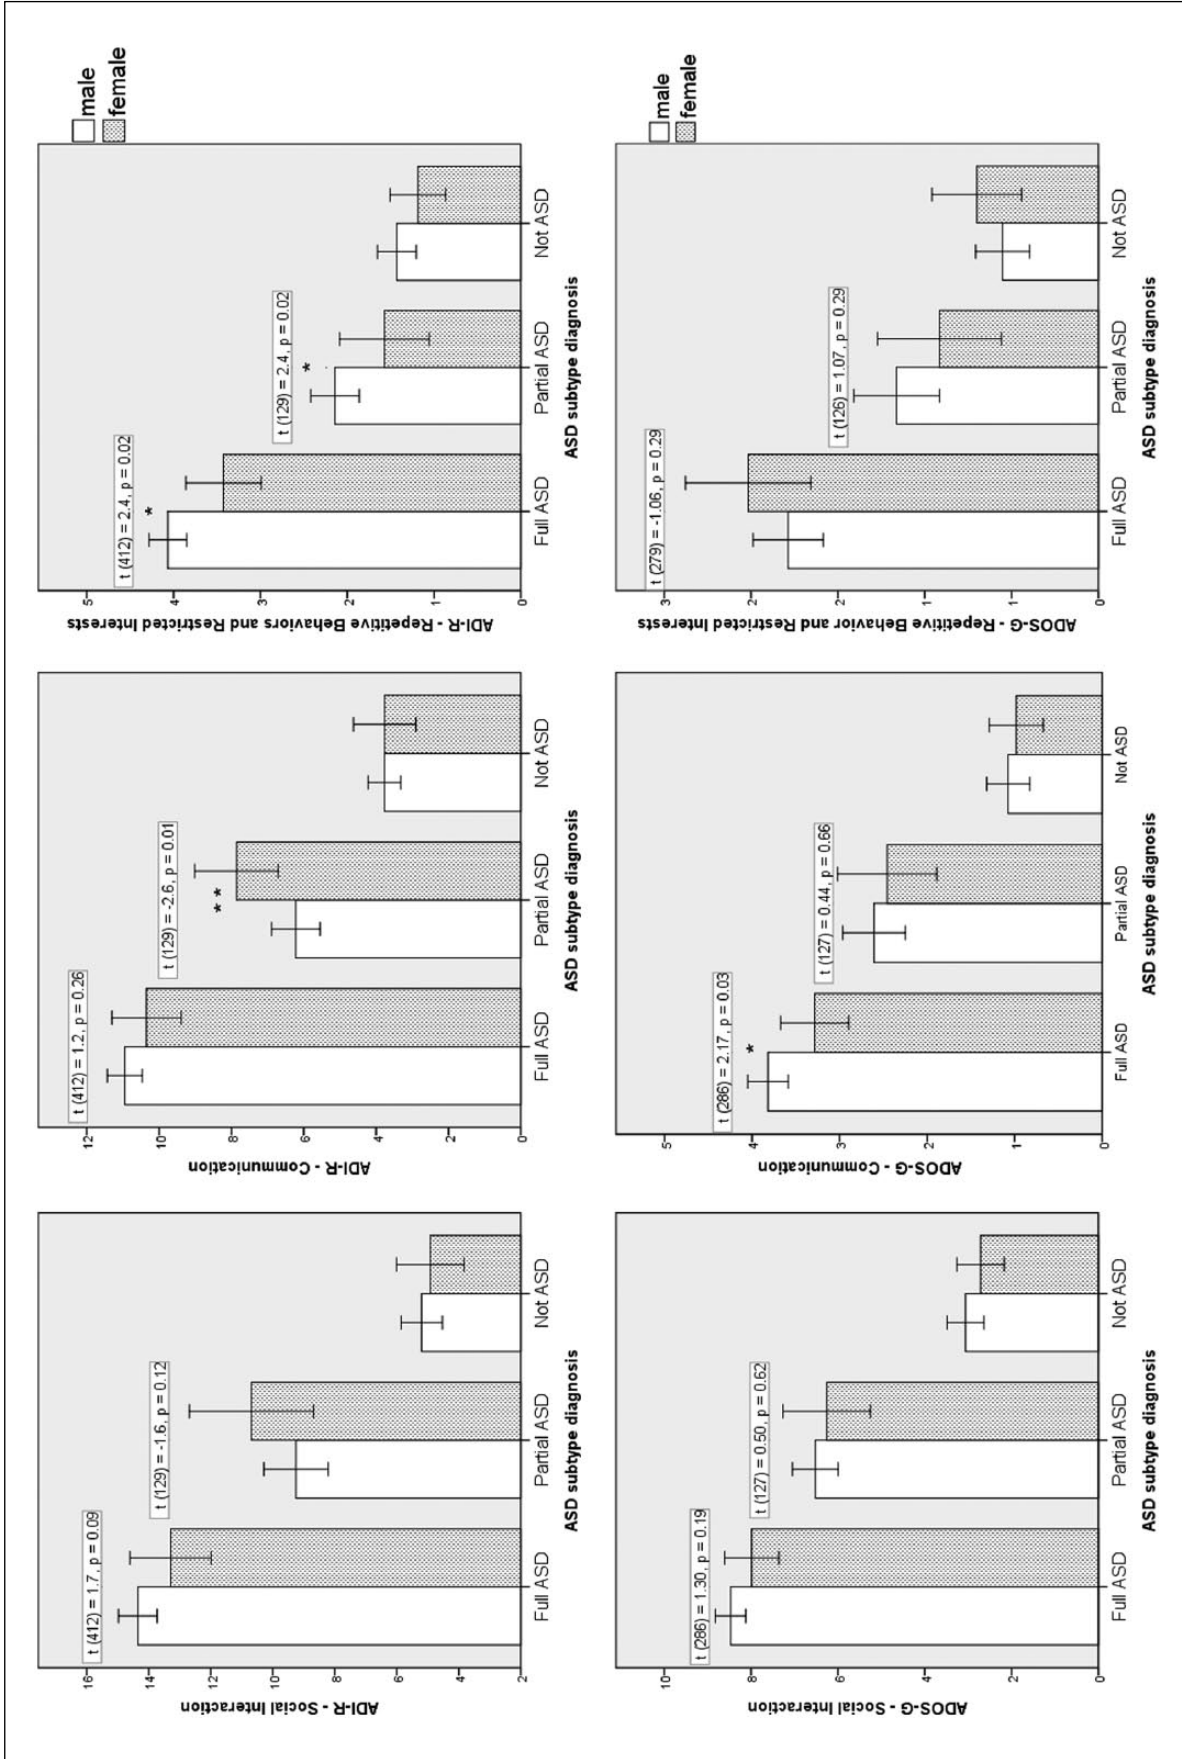 ADI-R - Social Interaction
16
14
12
10
8
6
4
2
t (412) = 1.7, p = 0.09
t (129) = -1.6, p = 0.12
Full ASD
Partial ASD
Not ASD
ASD subtype diagnosis
ADI-R - Communication
12
10
8
6
4
2
0
t (412) = 1.2, p = 0.26
t (129) = -2.6, p = 0.01
* *
Full ASD
Partial ASD
Not ASD
ASD subtype diagnosis
ADI-R - Repetitive Behaviors and Restricted Interests
5
4
3
2
1
0
t (412) = 2.4, p = 0.02
*
t (129) = 2.4, p = 0.02
*
Full ASD
Partial ASD
Not ASD
ASD subtype diagnosis
male
female
ADOS-G - Social Interaction
10
8
6
4
2
0
t (286) = 1.30, p = 0.19
t (127) = 0.50, p = 0.62
Full ASD
Partial ASD
Not ASD
ASD subtype diagnosis
ADOS-G - Communication
5
4
3
2
1
0
t (286) = 2.17, p = 0.03
*
t (127) = 0.44, p = 0.66
Full ASD
Partial ASD
Not ASD
ASD subtype diagnosis
ADOS-G - Repetitive Behavior and Restricted Interests
3
2
2
1
1
0
t (279) = -1.06, p = 0.29
t (126) = 1.07, p = 0.29
Full ASD
Partial ASD
Not ASD
ASD subtype diagnosis
male
female